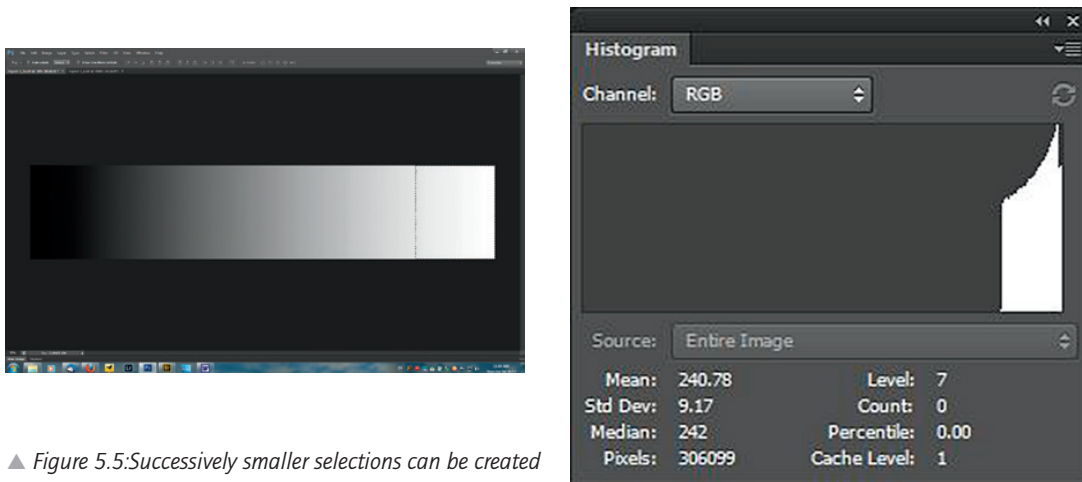 ▲ Figure 5.5:Successively smaller selections can be created
Histogram
Channel: RGB
Source: Entire Image
Mean: 240.78 Level: 7
Std Dev: 9.17 Count: 0
Median: 242 Percentile: 0.00
Pixels: 306099 Cache Level: 1